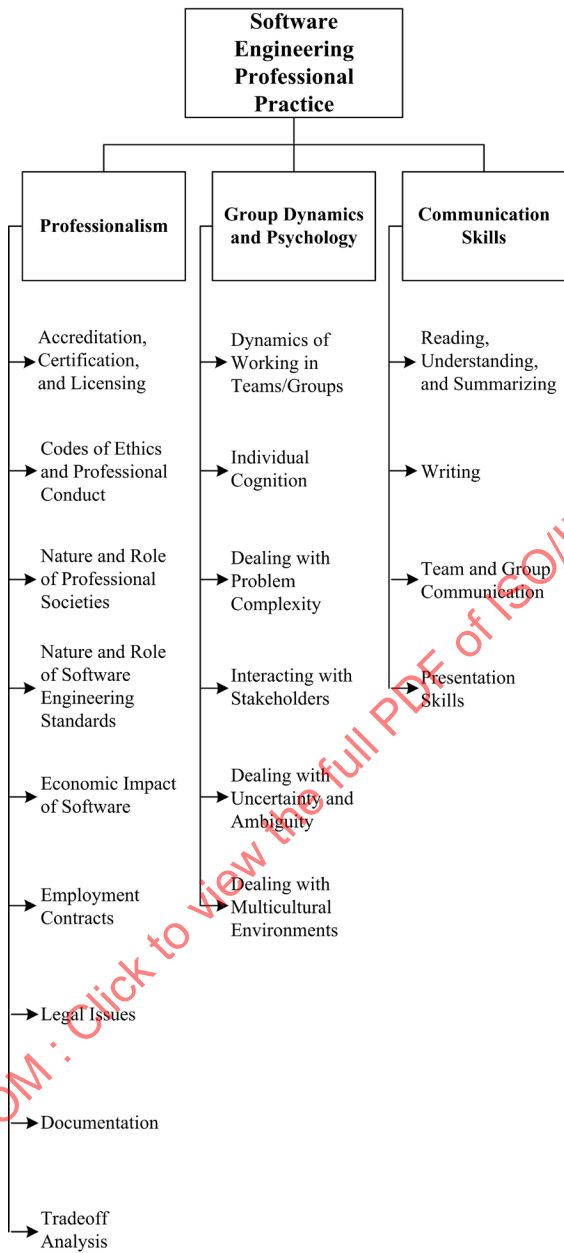 Software
Engineering
Professional
Practice
Professionalism
Group Dynamics
and Psychology
Communication
Skills
Accreditation,
Certification,
and Licensing
Codes of Ethics
and Professional
Conduct
Nature and Role
of Professional
Societies
Nature and Role
of Software
Engineering
Standards
Economic Impact
of Software
Employment
Contracts
Legal Issues
Documentation
Tradeoff
Analysis
Dynamics of
Working in
Teams/Groups
Individual
Cognition
Dealing with
Problem
Complexity
Interacting with
Stakeholders
Dealing with
Uncertainty and
Ambiguity
Dealing with
Multicultural
Environments
Reading,
Understanding,
and Summarizing
Writing
Team and Group
Communication
Presentation
Skills
OM : Click to view the full PDF of ISO/I